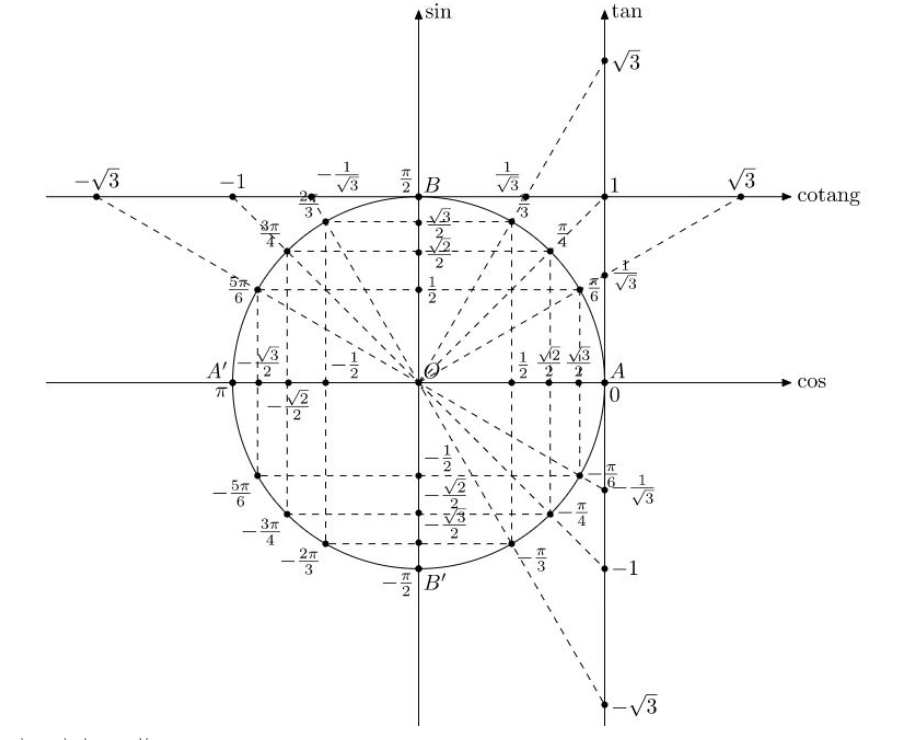 sin
tan
√3
-√3
-1
-1/√3
π/2
B
1/√3
1
√3
cotang
2π/3
π/3
√3/2
3π/4
π/4
√2/2
5π/6
1/2
π/6
1/√3
A′
π
-√3/2
-√2/2
-1/2
O
1/2
√2/2
√3/2
A
0
cos
-5π/6
-1/2
-π/6
-1/√3
-√2/2
-3π/4
-√3/2
-π/4
-2π/3
-π/3
-π/2
B′
-1
-√3